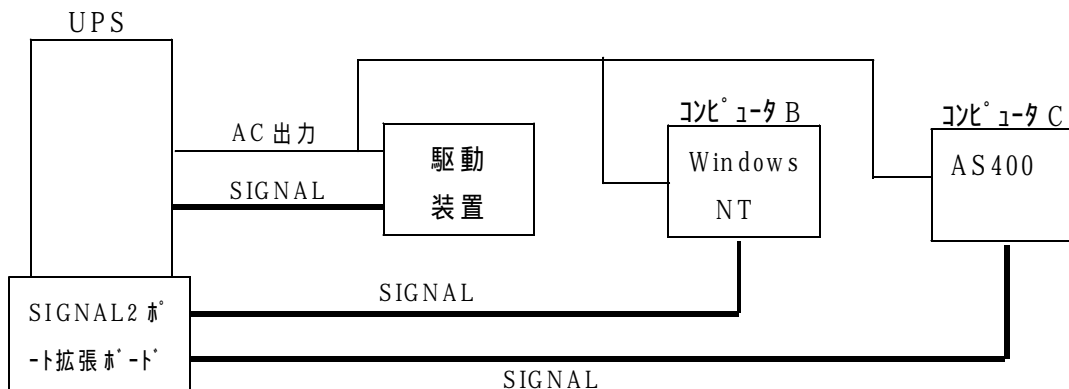 UPS
コンピュータB
コンピュータC
AC出力
駆動
装置
Windows
NT
AS400
SIGNAL
SIGNAL
SIGNAL2ポ
ート拡張ボード
SIGNAL